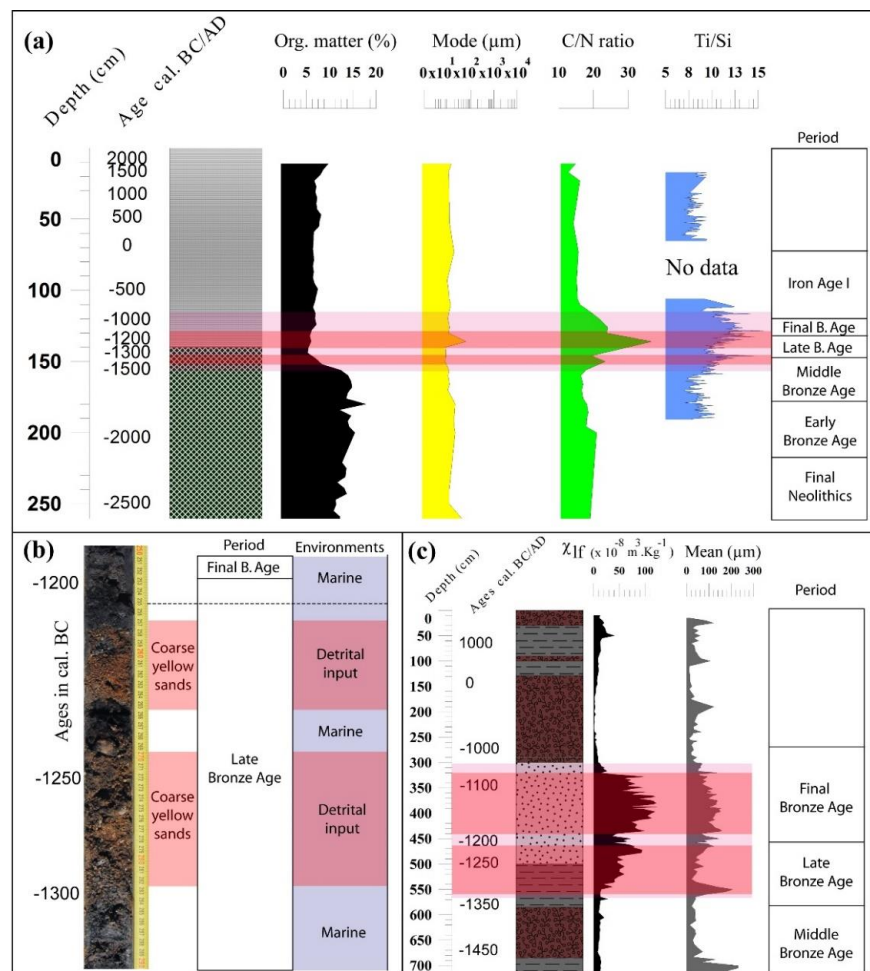 (a)
Depth (cm)
Age cal. BC/AD
Org. matter (%)
0 10 20
Mode (µm)
0x10¹x10²x10³x10⁴
C/N ratio
10 20 30
Ti/Si
5 8 10 13 15
Period
0
50
100
150
200
250
2000
1500
1000
500
0
-500
-1000
-1200
-1300
-1500
-2000
-2500
No data
Iron Age I
Final B. Age
Late B. Age
Middle
Bronze Age
Early
Bronze Age
Final
Neolithics
(b)
Ages in cal. BC
-1200
-1250
-1300
Period
Environments
Final B. Age
Marine
Coarse
yellow
sands
Detrital
input
Marine
Late
Bronze Age
Coarse
yellow
sands
Detrital
input
Marine
(c)
Depth (cm)
Ages cal. BC/AD
χlf (x 10⁻⁸ m³.Kg⁻¹)
0 50 100
Mean (µm)
0 100 300
Period
0
50
100
150
200
250
300
350
400
450
500
550
600
650
700
1000
0
-1000
-1100
-1200
-1250
-1350
-1450
Final
Bronze Age
Late
Bronze Age
Middle
Bronze Age